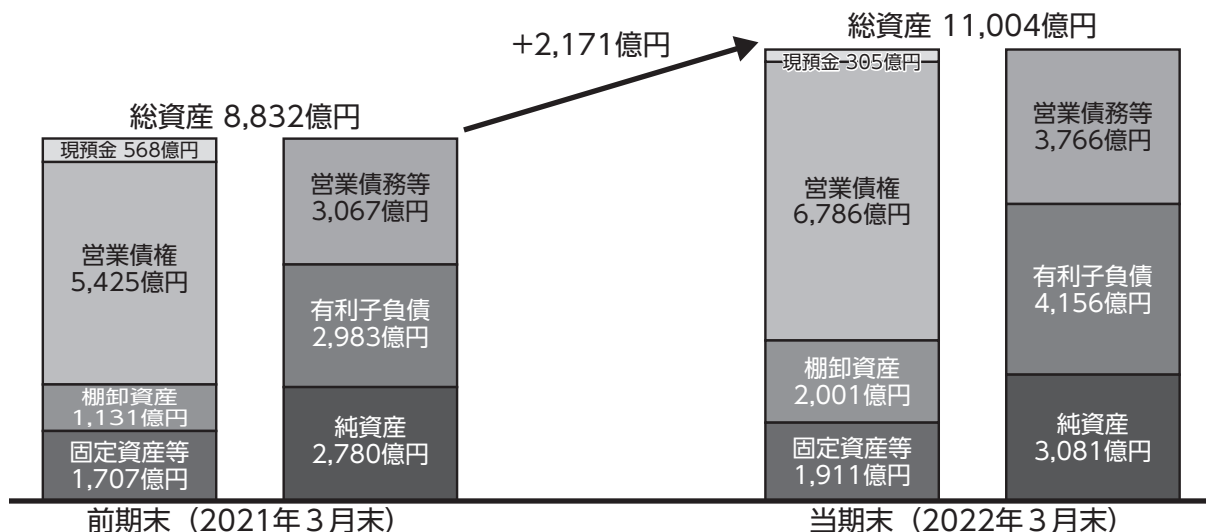 総資産 11,004億円
+2,171億円
総資産 8,832億円
現預金 568億円
営業債権
5,425億円
棚卸資産
1,131億円
固定資産等
1,707億円
営業債務等
3,067億円
有利子負債
2,983億円
純資産
2,780億円
前期末(2021年3月末)
現預金 305億円
営業債権
6,786億円
棚卸資産
2,001億円
固定資産等
1,911億円
営業債務等
3,766億円
有利子負債
4,156億円
純資産
3,081億円
当期末(2022年3月末)